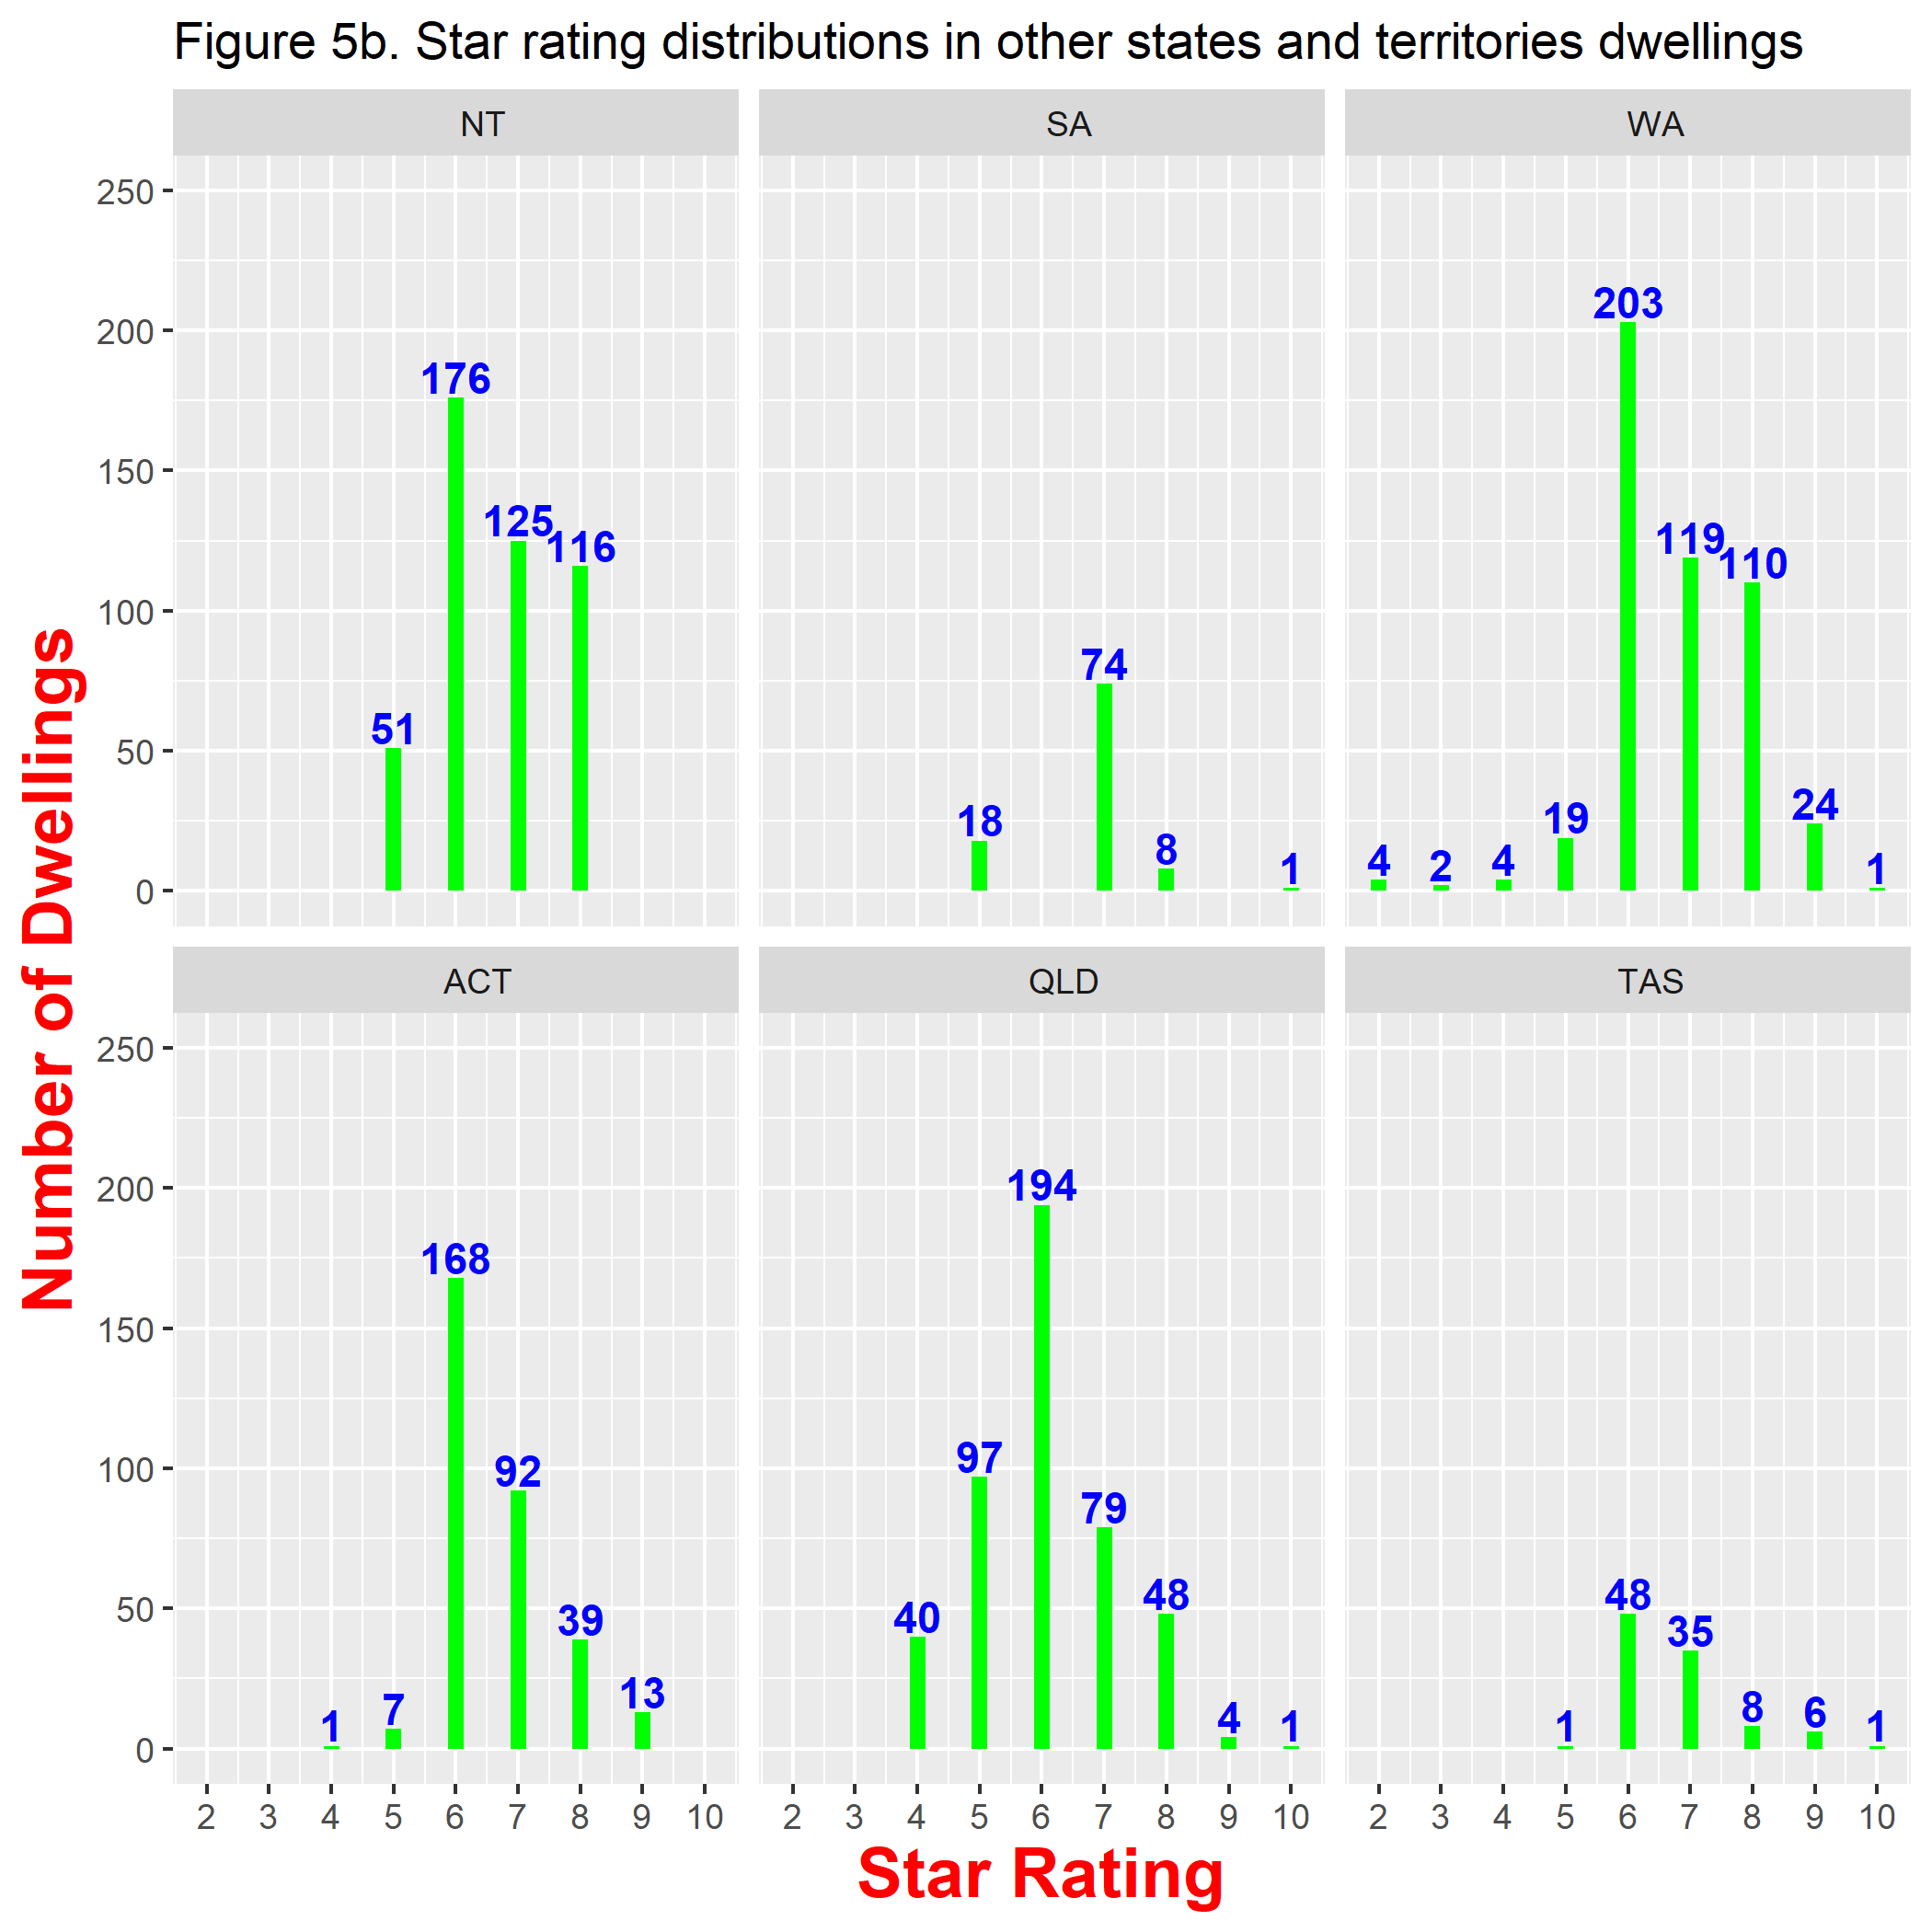 Figure 5b. Star rating distributions in other states and territories dwellings
NT SA WA
250
200
150
100
50
0
51 176 125 116
18 74 8 1
4 2 4 19 203 119 110 24 1
Number of Dwellings
ACT QLD TAS
250
200
150
100
50
0
1 7 168 92 39 13
40 97 194 79 48 4 1
1 48 35 8 6 1
2 3 4 5 6 7 8 9 10 2 3 4 5 6 7 8 9 10 2 3 4 5 6 7 8 9 10
Star Rating